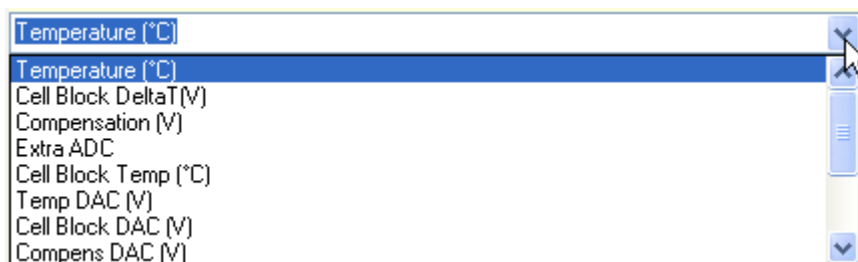 Temperature (°C)
Temperature (°C)
Cell Block DeltaT(V)
Compensation (V)
Extra ADC
Cell Block Temp (°C)
Temp DAC (V)
Cell Block DAC (V)
Compens DAC (V)